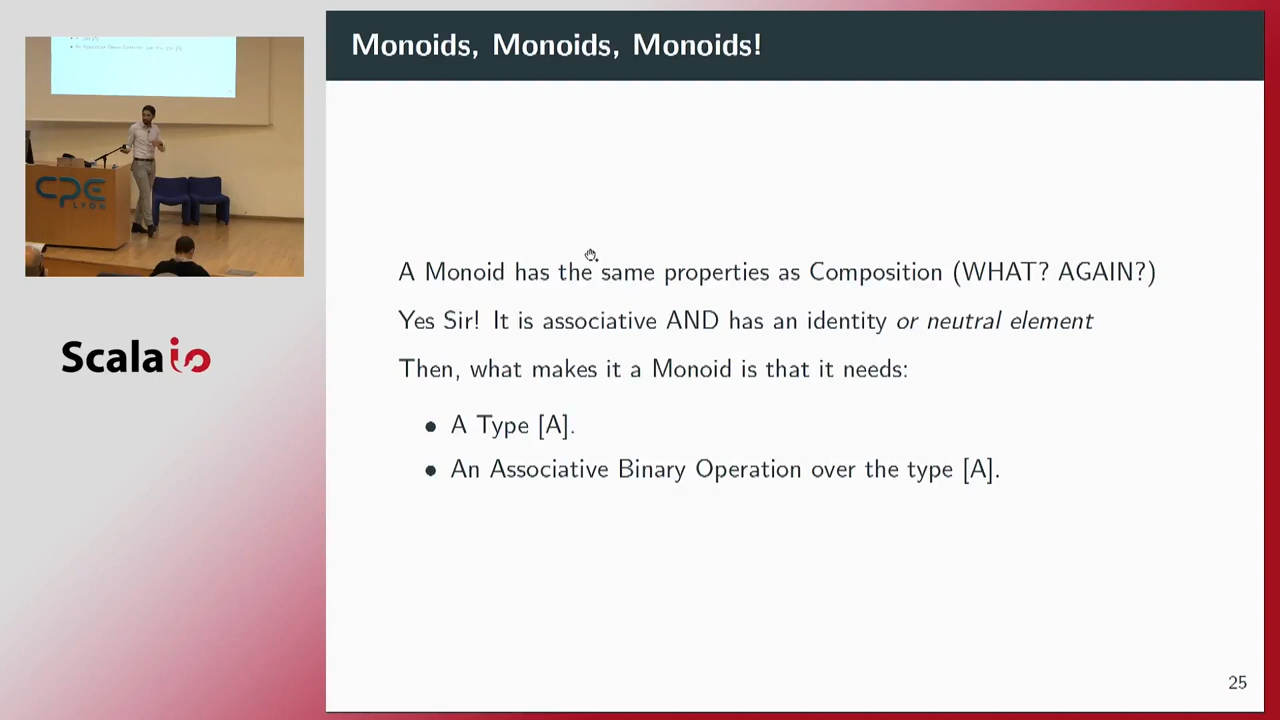 Monoids, Monoids, Monoids!
CPE
LYON
Scalaio
A Monoid has the same properties as Composition (WHAT? AGAIN?)
Yes Sir! It is associative AND has an identity or neutral element
Then, what makes it a Monoid is that it needs:
• A Type [A].
• An Associative Binary Operation over the type [A].
25